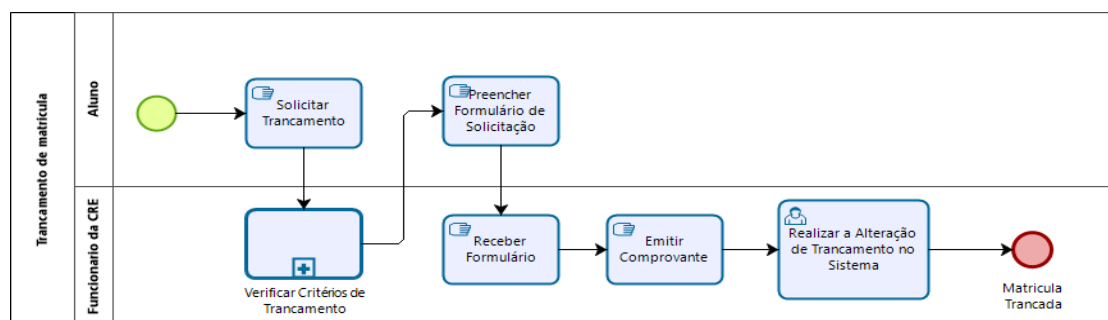 Trancamento de matrícula
Aluno
Solicitar
Trancamento
Preencher
Formulário de
Solicitação
Funcionario da CRE
Verificar Critérios de
Trancamento
Receber
Formulário
Emitir
Comprovante
Realizar a Alteração
de Trancamento no
Sistema
Matricula
Trancada